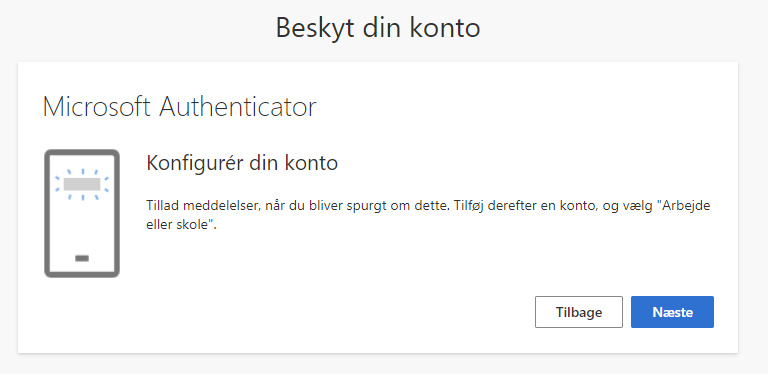 Beskyt din konto
Microsoft Authenticator
Konfigurér din konto
Tillad meddelelser, når du bliver spurgt om dette. Tilføj derefter en konto, og vælg "Arbejde
eller skole".
Tilbage
Næste